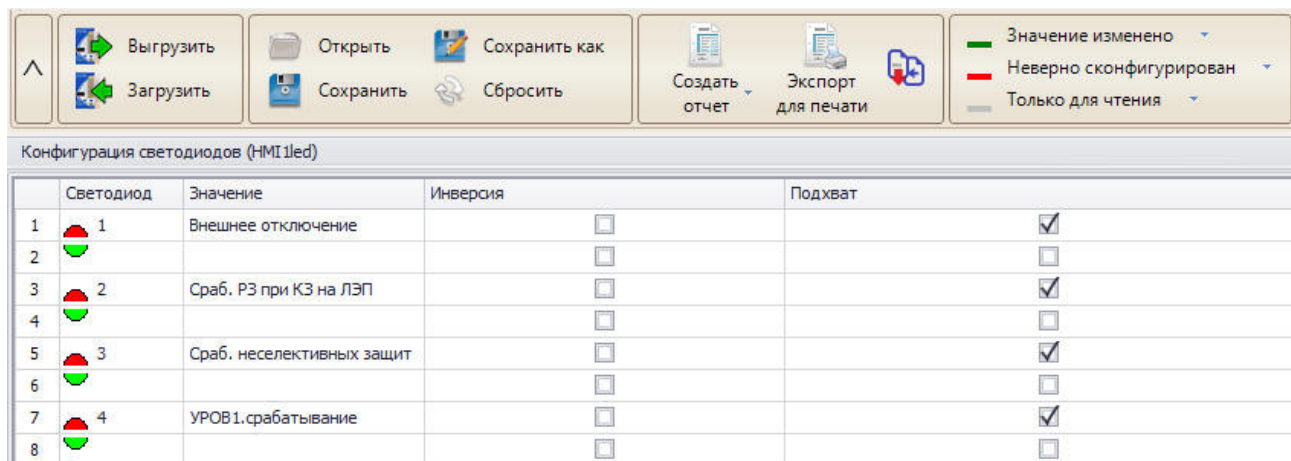 Выгрузить
Открыть
Сохранить как
Загрузить
Сохранить
Сбросить
Создать
отчет
Экспорт
для печати
Значение изменено
Неверно сконфигурирован
Только для чтения
Конфигурация светодиодов (HMI1led)
Светодиод Значение Инверсия Подхват
1 1 Внешнее отключение
2
3 2 Сраб. РЗ при КЗ на ЛЭП
4
5 3 Сраб. неселективных защит
6
7 4 УРОВ1.срабатывание
8